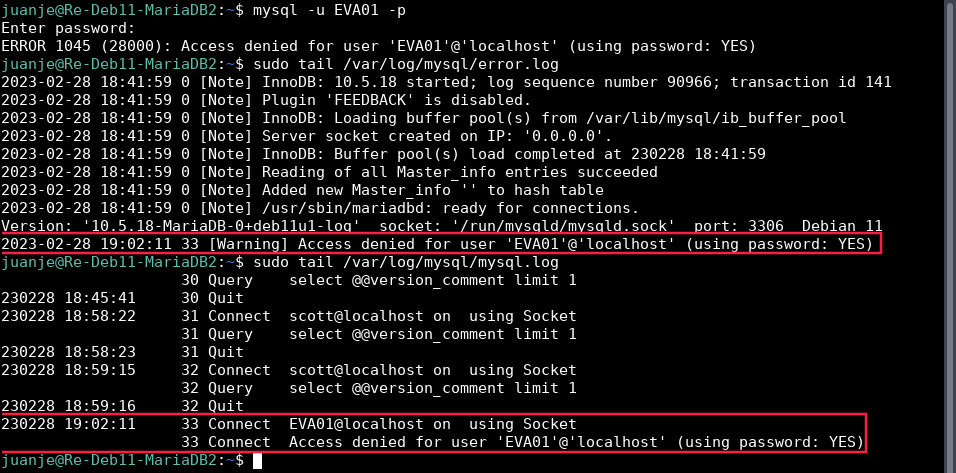 juanje@Re-Deb11-MariaDB2:~$ mysql -u EVA01 -p
Enter password:
ERROR 1045 (28000): Access denied for user 'EVA01'@'localhost' (using password: YES)
juanje@Re-Deb11-MariaDB2:~$ sudo tail /var/log/mysql/error.log
2023-02-28 18:41:59 0 [Note] InnoDB: 10.5.18 started; log sequence number 90966; transaction id 141
2023-02-28 18:41:59 0 [Note] Plugin 'FEEDBACK' is disabled.
2023-02-28 18:41:59 0 [Note] InnoDB: Loading buffer pool(s) from /var/lib/mysql/ib_buffer_pool
2023-02-28 18:41:59 0 [Note] Server socket created on IP: '0.0.0.0'.
2023-02-28 18:41:59 0 [Note] InnoDB: Buffer pool(s) load completed at 230228 18:41:59
2023-02-28 18:41:59 0 [Note] Reading of all Master_info entries succeeded
2023-02-28 18:41:59 0 [Note] Added new Master_info '' to hash table
2023-02-28 18:41:59 0 [Note] /usr/sbin/mariadbd: ready for connections.
Version: '10.5.18-MariaDB-0+deb11u1-log'  socket: '/run/mysqld/mysqld.sock'  port: 3306  Debian 11
2023-02-28 19:02:11 33 [Warning] Access denied for user 'EVA01'@'localhost' (using password: YES)
juanje@Re-Deb11-MariaDB2:~$ sudo tail /var/log/mysql/mysql.log
                    30 Query    select @@version_comment limit 1
230228 18:45:41     30 Quit
230228 18:58:22     31 Connect  scott@localhost on  using Socket
                    31 Query    select @@version_comment limit 1
230228 18:58:23     31 Quit
230228 18:59:15     32 Connect  scott@localhost on  using Socket
                    32 Query    select @@version_comment limit 1
230228 18:59:16     32 Quit
230228 19:02:11     33 Connect  EVA01@localhost on  using Socket
                    33 Connect  Access denied for user 'EVA01'@'localhost' (using password: YES)
juanje@Re-Deb11-MariaDB2:~$